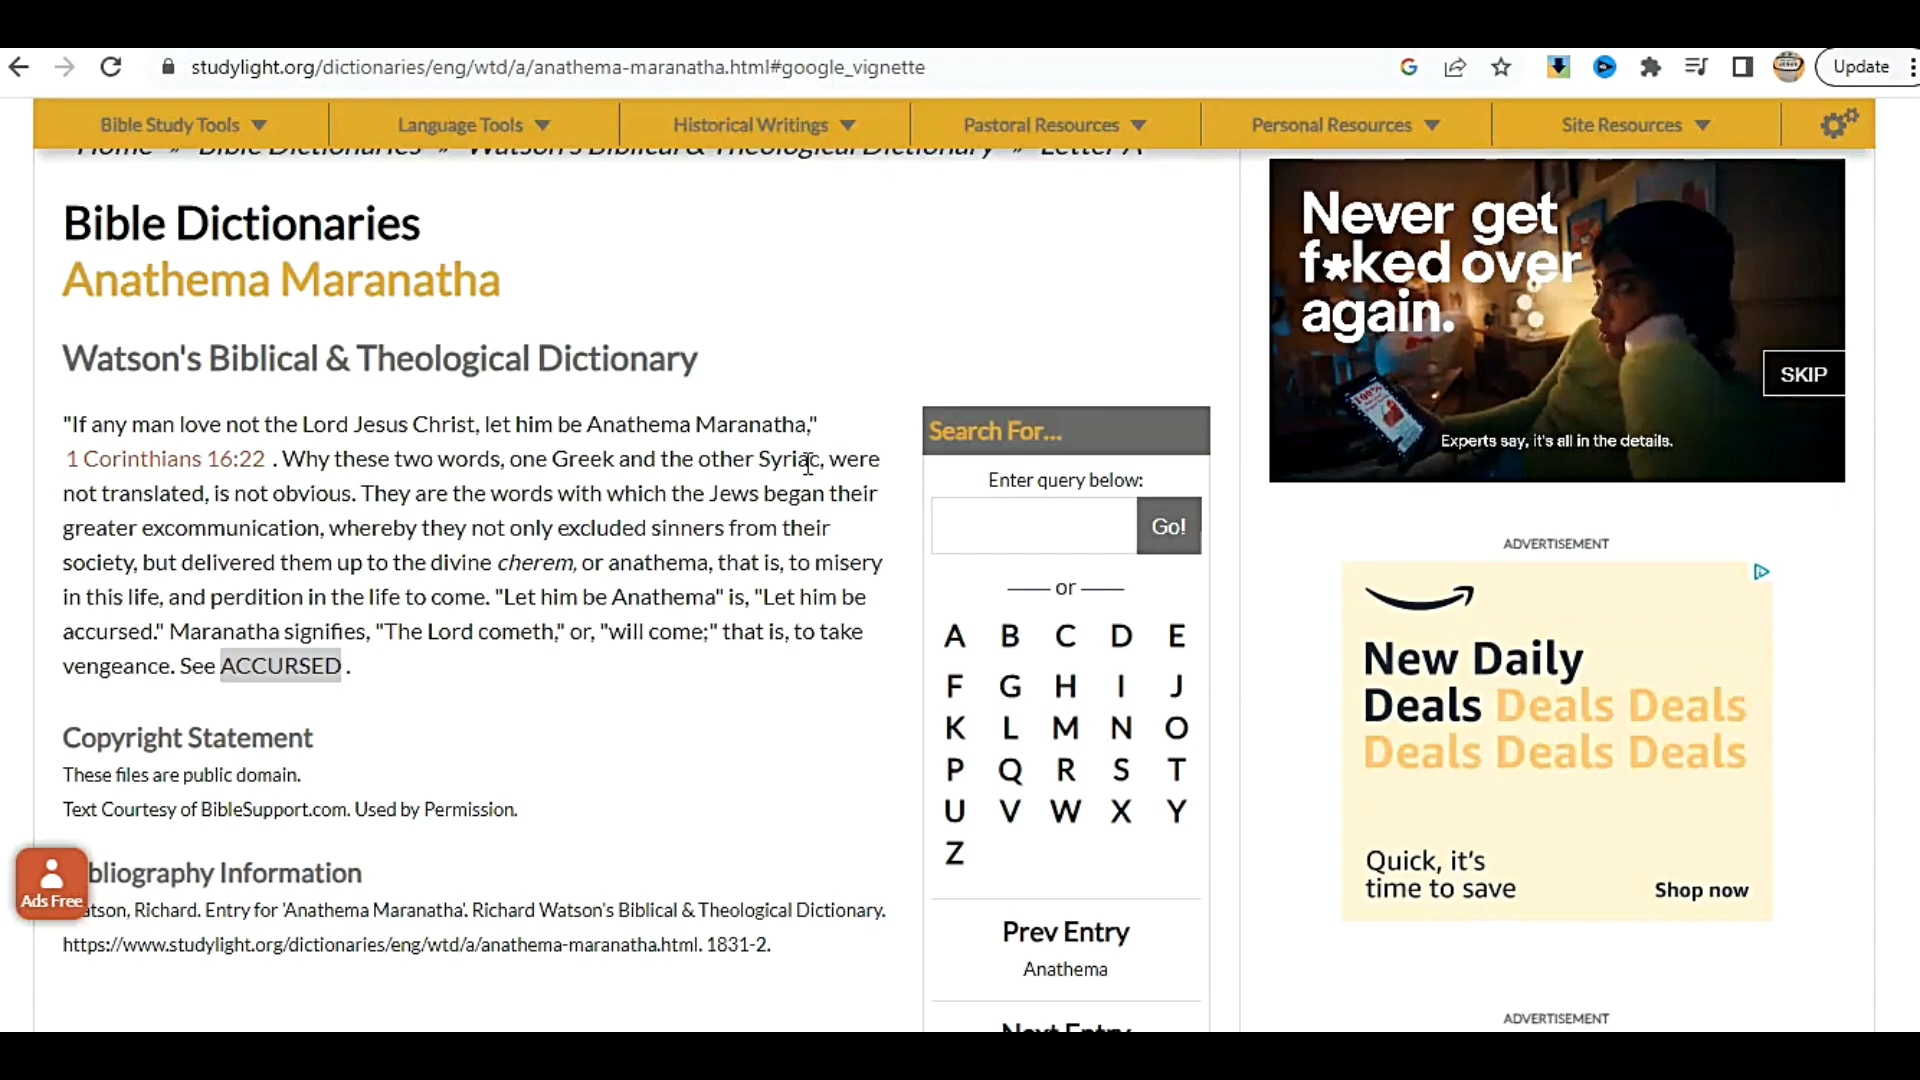 studylight.org/dictionaries/eng/wtd/a/anathema-maranatha.html#google_vignette
Update
Bible Study Tools
Language Tools
Historical Writings
Pastoral Resources
Personal Resources
Site Resources
Home » Bible Dictionaries » Watson's Biblical & Theological Dictionary » Letter A
Bible Dictionaries
Anathema Maranatha
Watson's Biblical & Theological Dictionary
"If any man love not the Lord Jesus Christ, let him be Anathema Maranatha,"
1 Corinthians 16:22 . Why these two words, one Greek and the other Syriac, were
not translated, is not obvious. They are the words with which the Jews began their
greater excommunication, whereby they not only excluded sinners from their
society, but delivered them up to the divine cherem, or anathema, that is, to misery
in this life, and perdition in the life to come. "Let him be Anathema" is, "Let him be
accursed." Maranatha signifies, "The Lord cometh," or, "will come;" that is, to take
vengeance. See ACCURSED .
Copyright Statement
These files are public domain.
Text Courtesy of BibleSupport.com. Used by Permission.
bliography Information
atson, Richard. Entry for 'Anathema Maranatha'. Richard Watson's Biblical & Theological Dictionary.
https://www.studylight.org/dictionaries/eng/wtd/a/anathema-maranatha.html. 1831-2.
Ads Free
Search For...
Enter query below:
Go!
or
A B C D E
F G H I J
K L M N O
P Q R S T
U V W X Y
Z
Prev Entry
Anathema
Next Entry
Never get
f*ked over
again.
SKIP
Experts say, it's all in the details.
ADVERTISEMENT
New Daily
Deals Deals Deals
Deals Deals Deals
Quick, it's
time to save
Shop now
ADVERTISEMENT